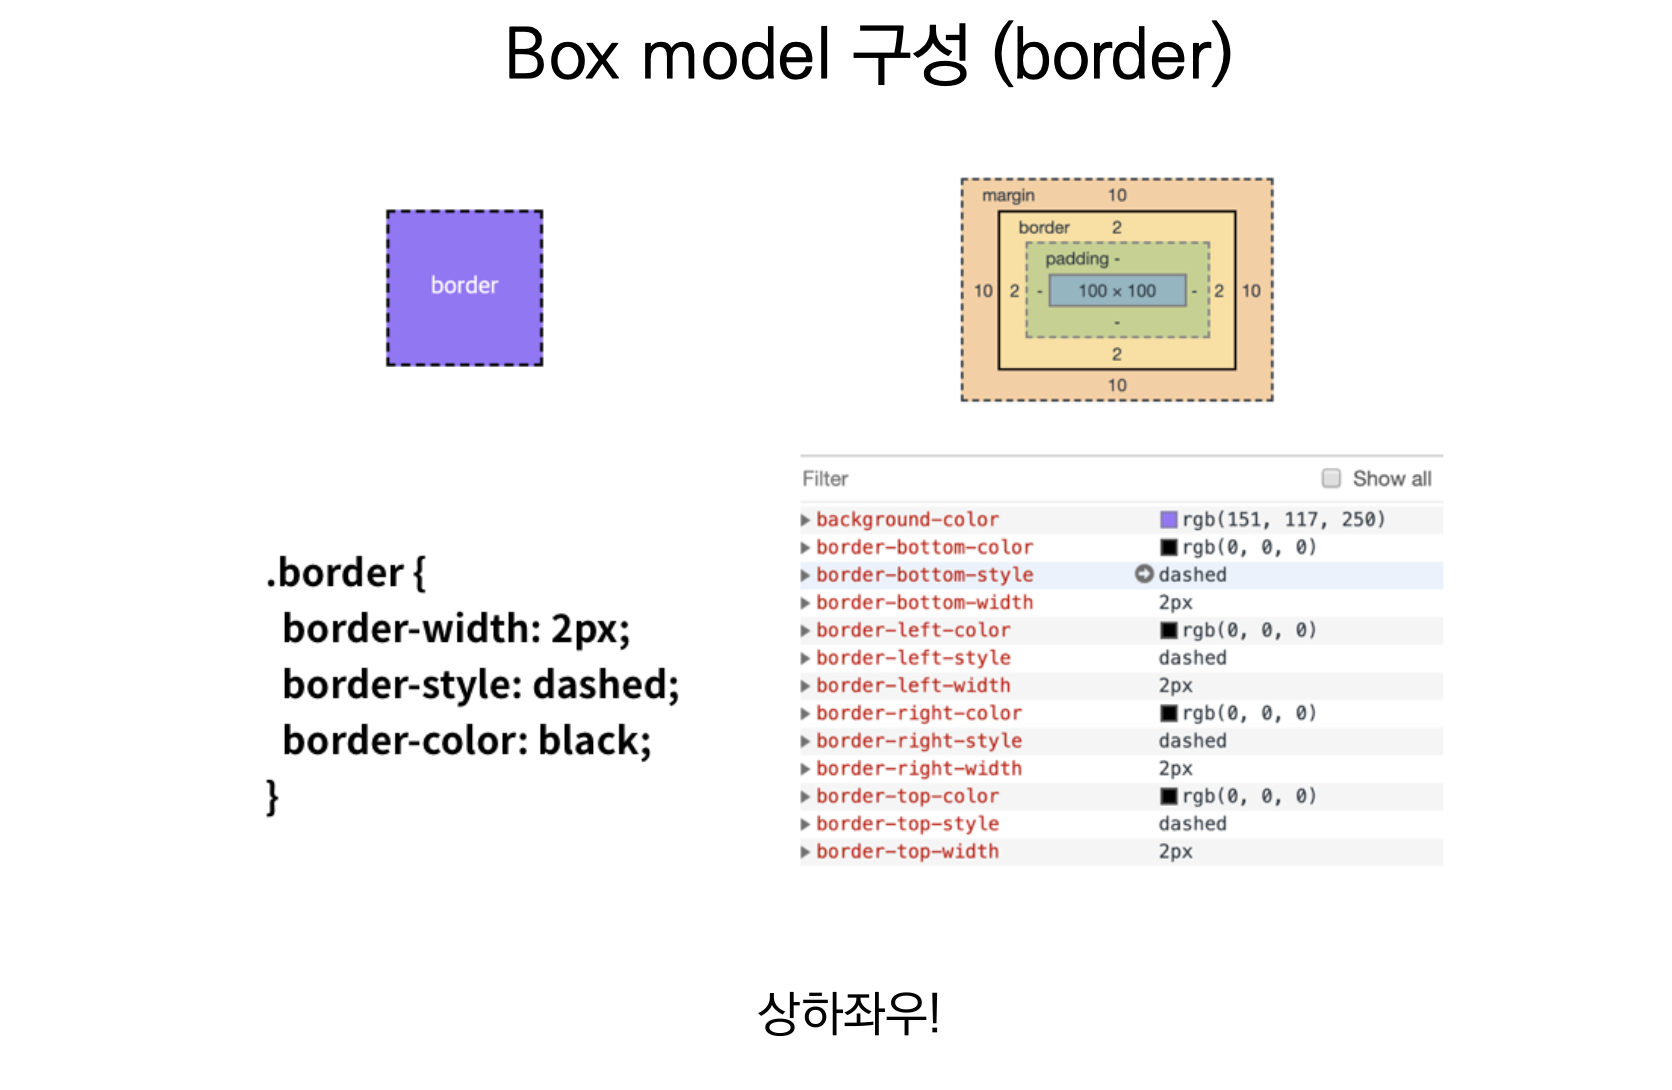 Box model 구성 (border)
border
margin 10
border 2
padding -
10 2 - 100 × 100 - 2 10
-
2
10
Filter Show all
background-color rgb(151, 117, 250)
border-bottom-color rgb(0, 0, 0)
border-bottom-style dashed
border-bottom-width 2px
border-left-color rgb(0, 0, 0)
border-left-style dashed
border-left-width 2px
border-right-color rgb(0, 0, 0)
border-right-style dashed
border-right-width 2px
border-top-color rgb(0, 0, 0)
border-top-style dashed
border-top-width 2px
.border {
border-width: 2px;
border-style: dashed;
border-color: black;
}
상하좌우!